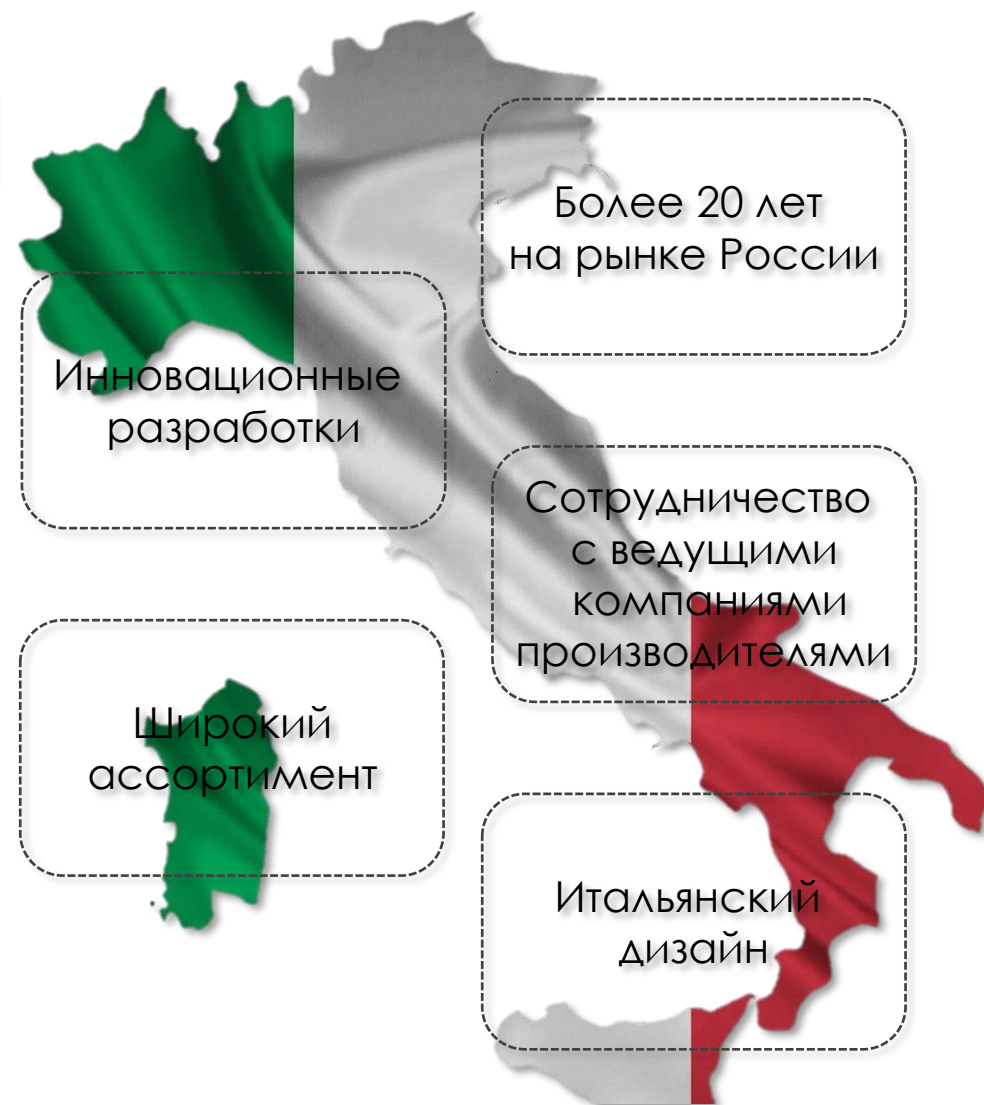 Более 20 лет
на рынке России
Инновационные
разработки
Сотрудничество
с ведущими
компаниями
производителями
Широкий
ассортимент
Итальянский
дизайн